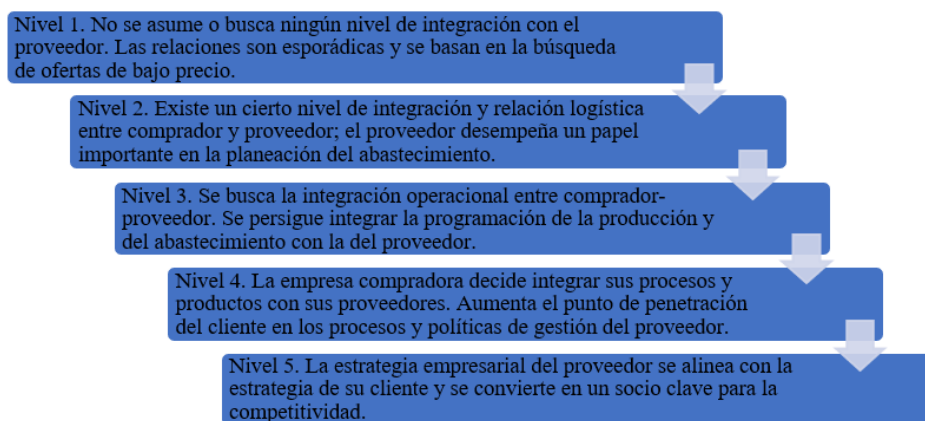 Nivel 1. No se asume o busca ningún nivel de integración con el
proveedor. Las relaciones son esporádicas y se basan en la búsqueda
de ofertas de bajo precio.
Nivel 2. Existe un cierto nivel de integración y relación logística
entre comprador y proveedor; el proveedor desempeña un papel
importante en la planeación del abastecimiento.
Nivel 3. Se busca la integración operacional entre comprador-
proveedor. Se persigue integrar la programación de la producción y
del abastecimiento con la del proveedor.
Nivel 4. La empresa compradora decide integrar sus procesos y
productos con sus proveedores. Aumenta el punto de penetración
del cliente en los procesos y políticas de gestión del proveedor.
Nivel 5. La estrategia empresarial del proveedor se alinea con la
estrategia de su cliente y se convierte en un socio clave para la
competitividad.